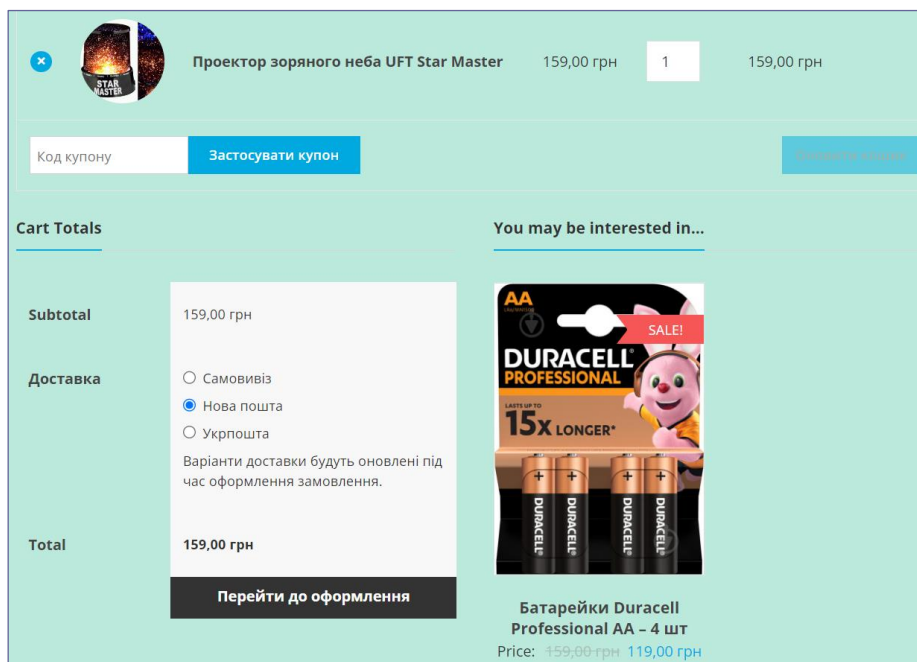 STAR
MASTER
Проектор зоряного неба UFT Star Master
159,00 грн
1
159,00 грн
Код купону
Застосувати купон
Cart Totals
You may be interested in...
Subtotal
159,00 грн
Доставка
Самовивіз
Нова пошта
Укрпошта
Варіанти доставки будуть оновлені під
час оформлення замовлення.
Total
159,00 грн
Перейти до оформлення
AA
SALE!
DURACELL
PROFESSIONAL
LASTS UP TO
15X LONGER*
DURACELL
DURACELL
DURACELL
DURACELL
Батарейки Duracell
Professional AA – 4 шт
Price: 159,00 грн 119,00 грн